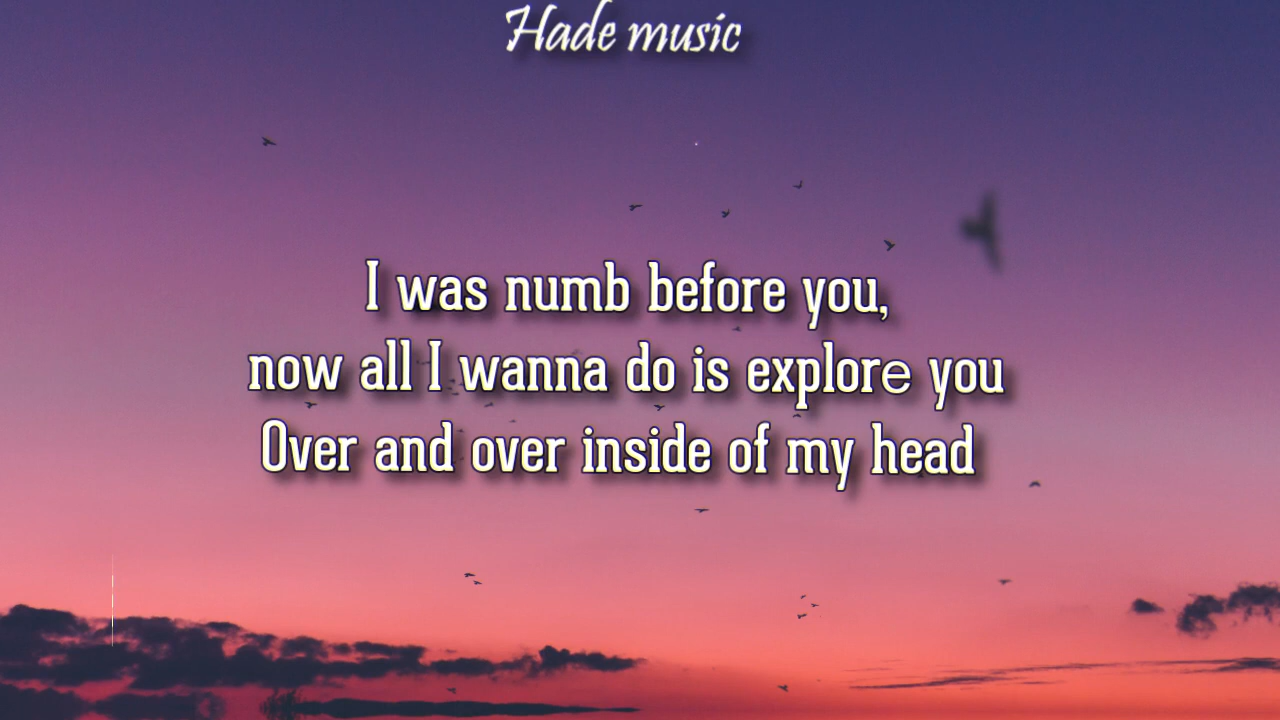 Hade music
I was numb before you,
now all I wanna do is explore you
Over and over inside of my head